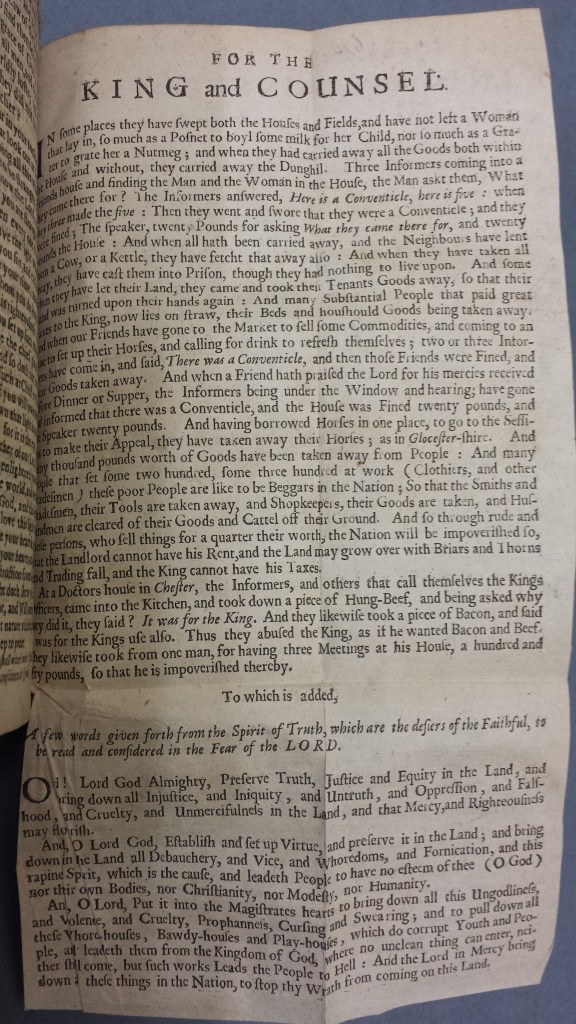 FOR THE
KING and COUNSEL.
IN ſome places they have ſwept both the Houſes and Fields, and have not left a Woman
that lay in, ſo much as a Poſnet to boyl ſome milk for her Child, nor ſo much as a Gra-
ter to grate her a Nutmeg; and when they had carried away all the Goods both within
the Houſe and without, they carried away the Dunghil. Three Informers coming into a
houſe and finding the Man and the Woman in the Houſe, the Man askt them, What
they came there for? The Informers anſwered, Here is a Conventicle, here is five: when
three made the five: Then they went and ſwore that they were a Conventicle; and they
were fined; The ſpeaker, twenty Pounds for asking What they came there for, and twenty
pounds the Houſe: And when all hath been carried away, and the Neighbours have lent
them a Cow, or a Kettle, they have fetcht that away alſo: And when they have taken all
away, they have caſt them into Priſon, though they had nothing to live upon. And ſome
when they have let their Land, they came and took then Tenants Goods away, ſo that their
Land was turned upon their hands again: And many Subſtantial People that paid great
to the King, now lies on ſtraw, their Beds and houſhould Goods being taken away.
And when our Friends have gone to the Market to ſell ſome Commodities, and coming to an
to ſet up their Horſes, and calling for drink to refreſh themſelves; two or three Infor-
mers have come in, and ſaid, There was a Conventicle, and then thoſe Friends were Fined, and
their Goods taken away. And when a Friend hath praiſed the Lord for his mercies received
Dinner or Supper, the Informers being under the Window and hearing; have gone
and informed that there was a Conventicle, and the Houſe was Fined twenty pounds, and
Speaker twenty pounds. And having borrowed Horſes in one place, to go to the Seſſi-
to make their Appeal, they have taken away their Horſes; as in Gloceſter-ſhire. And
many thouſand pounds worth of Goods have been taken away from People: And many
people that ſet ſome two hundred, ſome three hundred at work (Clothiers, and other
Tradeſmen) theſe poor People are like to be Beggars in the Nation; So that the Smiths and
Tradeſmen, their Tools are taken away, and Shopkeepers, their Goods are taken, and Huſ-
bandmen are cleared of their Goods and Cattel off their Ground. And ſo through rude and
perſons, who ſell things for a quarter their worth, the Nation will be impoveriſhed ſo,
that the Landlord cannot have his Rent, and the Land may grow over with Briars and Thorns
and Trading fall, and the King cannot have his Taxes.
At a Doctors houſe in Cheſter, the Informers, and others that call themſelves the Kings
Officers, came into the Kitchen, and took down a piece of Hung-Beef, and being asked why
they did it, they ſaid? It was for the King. And they likewiſe took a piece of Bacon, and ſaid
it was for the Kings uſe alſo. Thus they abuſed the King, as if he wanted Bacon and Beef.
They likewiſe took from one man, for having three Meetings at his Houſe, a hundred and
fifty pounds, ſo that he is impoveriſhed thereby.
To which is added,
A few words given forth from the Spirit of Truth, which are the deſiers of the Faithful, to
be read and conſidered in the Fear of the LORD.
OH! Lord God Almighty, Preſerve Truth, Juſtice and Equity in the Land, and
bring down all Injuſtice, and Iniquity, and Untruth, and Oppreſſion, and Falſ-
hood, and Cruelty, and Unmercifulneſs in the Land, and that Mercy, and Righteouſneſs
may flouriſh.
And, O Lord God, Eſtabliſh and ſet up Virtue, and preſerve it in the Land; and bring
down in the Land all Debauchery, and Vice, and Whoredoms, and Fornication, and this
rapine Spirit, which is the cauſe, and leadeth People to have no eſteem of thee (O God)
nor their own Bodies, nor Chriſtianity, nor Modeſty, nor Humanity.
And, O Lord, Put it into the Magiſtrates hearts to bring down all this Ungodlineſs,
and Violence, and Cruelty, Prophaneſs, Curſing and Swearing; and to pull down all
theſe Whore-houſes, Bawdy-houſes and Play-houſes, which do corrupt Youth and Peo-
ple, and leadeth them from the Kingdom of God, where no unclean thing can enter, nei-
ther ſhall come, but ſuch works Leads the People to Hell: And the Lord in Mercy bring
down all theſe things in the Nation, to ſtop thy Wrath from coming on this Land.